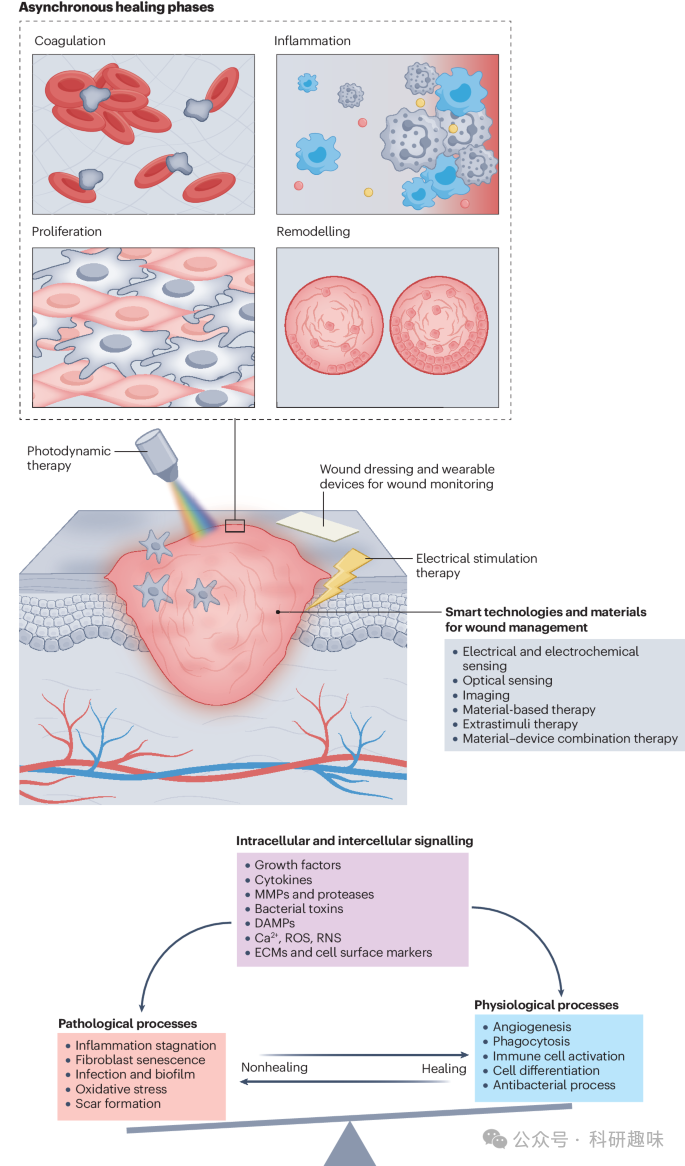 Asynchronous healing phases
Coagulation
Inflammation
Proliferation
Remodelling
Photodynamic
therapy
Wound dressing and wearable
devices for wound monitoring
Electrical stimulation
therapy
Smart technologies and materials
for wound management
• Electrical and electrochemical
sensing
• Optical sensing
• Imaging
• Material-based therapy
• Extrastimuli therapy
• Material–device combination therapy
Intracellular and intercellular signalling
• Growth factors
• Cytokines
• MMPs and proteases
• Bacterial toxins
• DAMPs
• Ca²⁺, ROS, RNS
• ECMs and cell surface markers
Pathological processes
• Inflammation stagnation
• Fibroblast senescence
• Infection and biofilm
• Oxidative stress
• Scar formation
Nonhealing
Healing
Physiological processes
• Angiogenesis
• Phagocytosis
• Immune cell activation
• Cell differentiation
• Antibacterial process
公众号 · 科研趣味